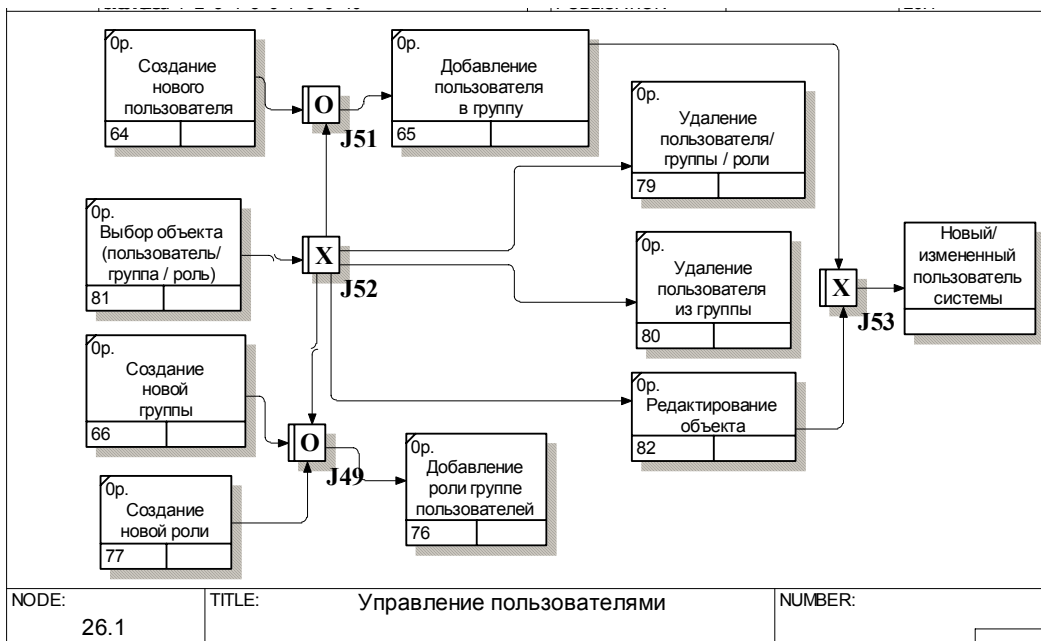 0р.
Создание
нового
пользователя
64
O
J51
0р.
Добавление
пользователя
в группу
65
0р.
Удаление
пользователя/
группы / роли
79
0р.
Выбор объекта
(пользователь/
группа / роль)
81
X
J52
0р.
Удаление
пользователя
из группы
80
X
J53
Новый/
измененный
пользователь
системы
0р.
Создание
новой
группы
66
0р.
Редактирование
объекта
82
O
J49
0р.
Добавление
роли группе
пользователей
76
0р.
Создание
новой роли
77
NODE:
26.1
TITLE:
Управление пользователями
NUMBER: